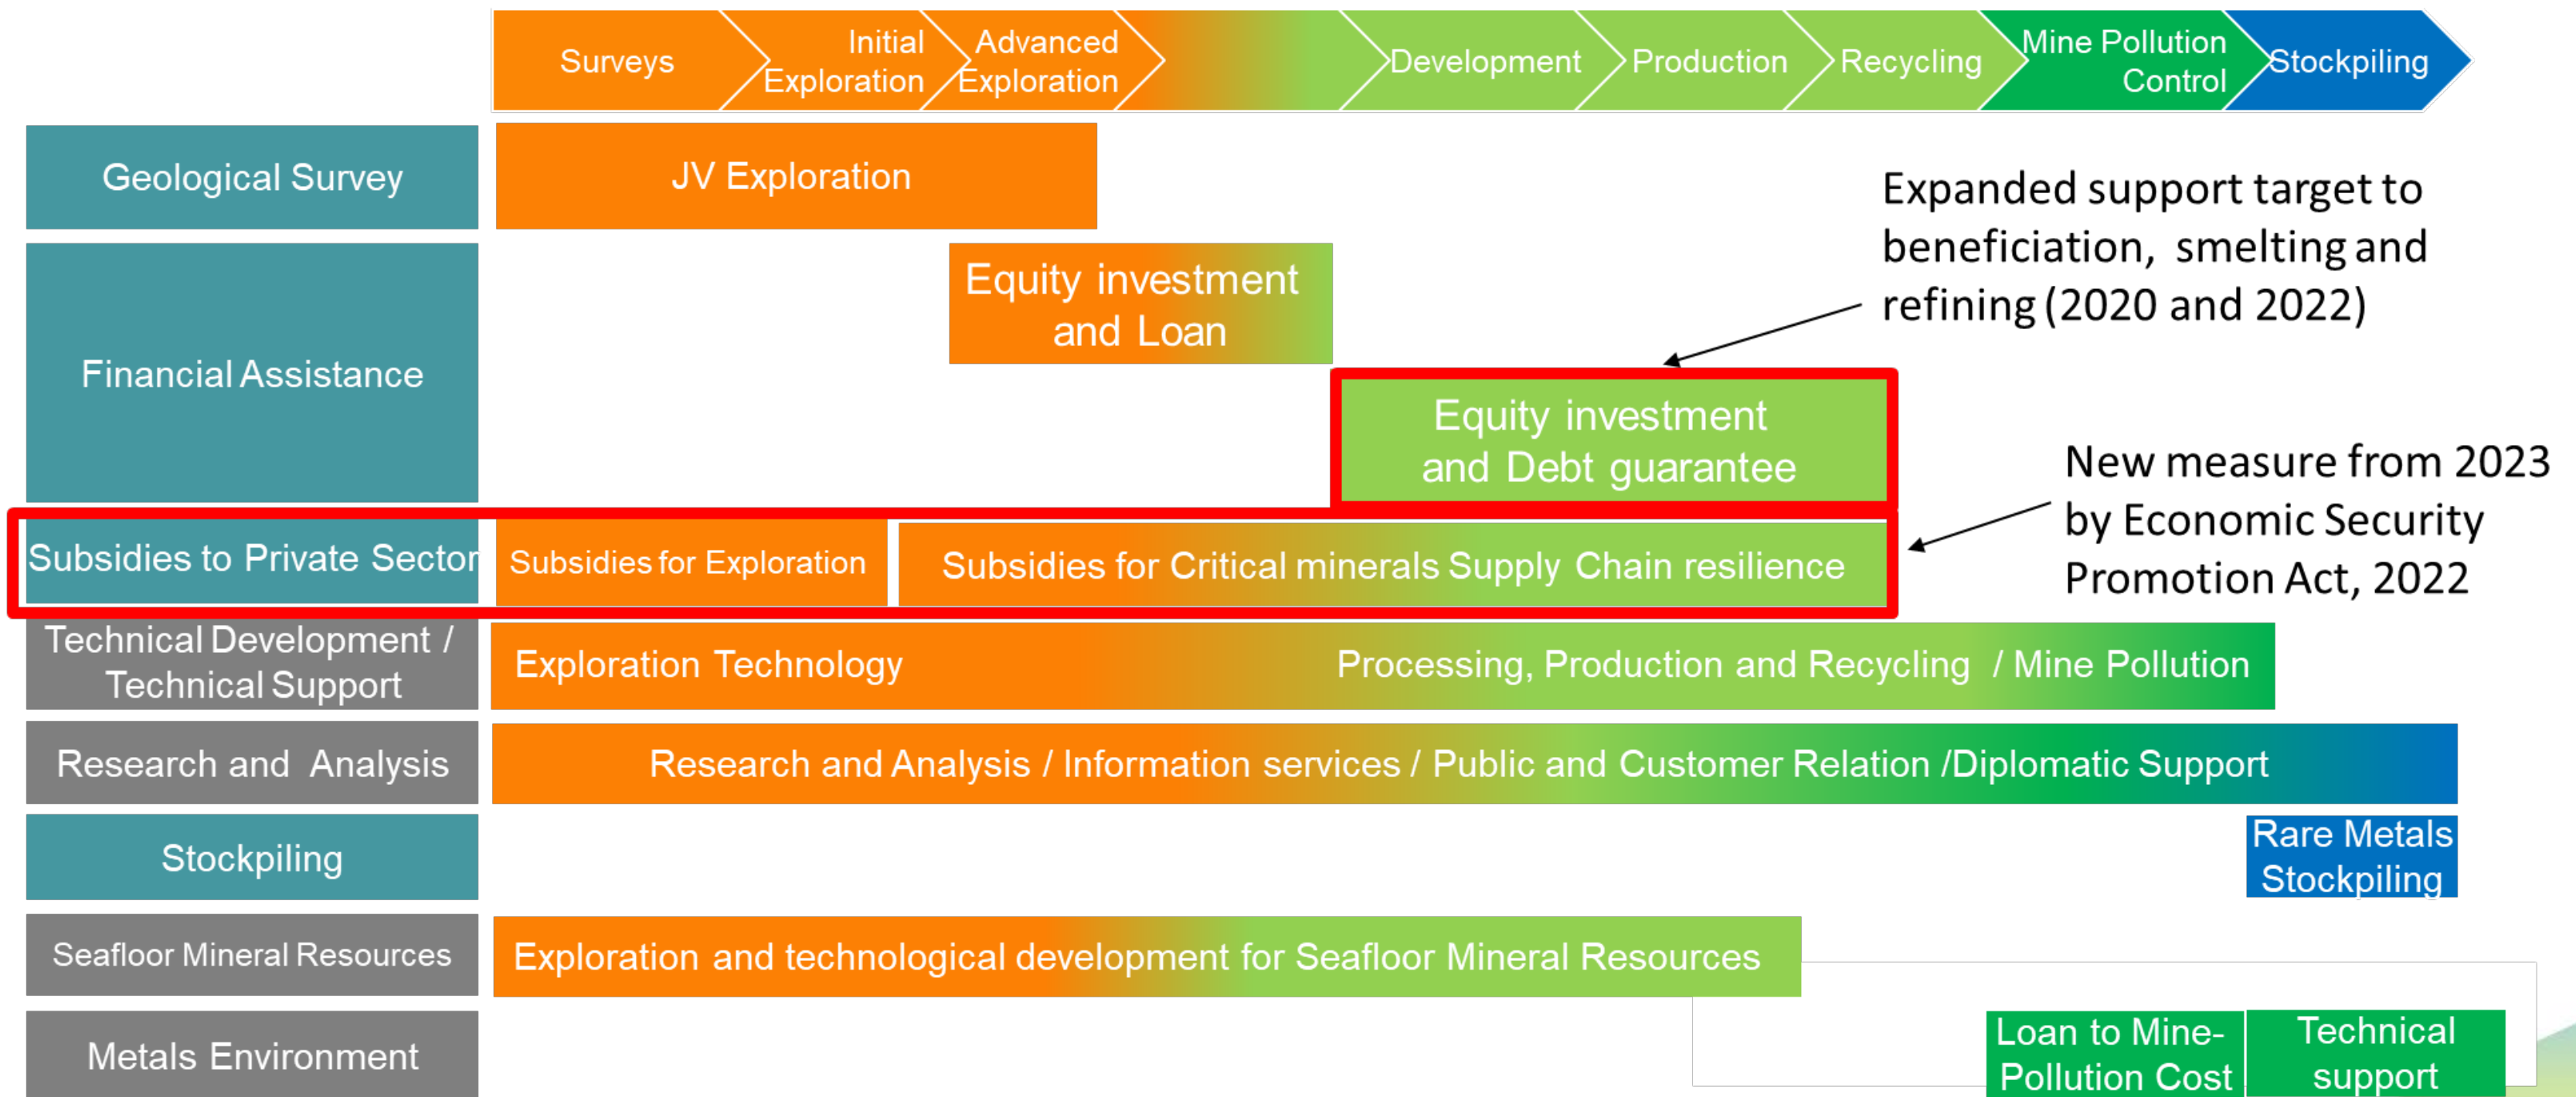 Surveys
Initial
Exploration
Advanced
Exploration
Development
Production
Recycling
Mine Pollution
Control
Stockpiling
Geological Survey
JV Exploration
Expanded support target to
beneficiation, smelting and
refining (2020 and 2022)
Financial Assistance
Equity investment
and Loan
Equity investment
and Debt guarantee
New measure from 2023
by Economic Security
Promotion Act, 2022
Subsidies to Private Sector
Subsidies for Exploration
Subsidies for Critical minerals Supply Chain resilience
Technical Development /
Technical Support
Exploration Technology
Processing, Production and Recycling / Mine Pollution
Research and Analysis
Research and Analysis / Information services / Public and Customer Relation /Diplomatic Support
Stockpiling
Rare Metals
Stockpiling
Seafloor Mineral Resources
Exploration and technological development for Seafloor Mineral Resources
Metals Environment
Loan to Mine-
Pollution Cost
Technical
support